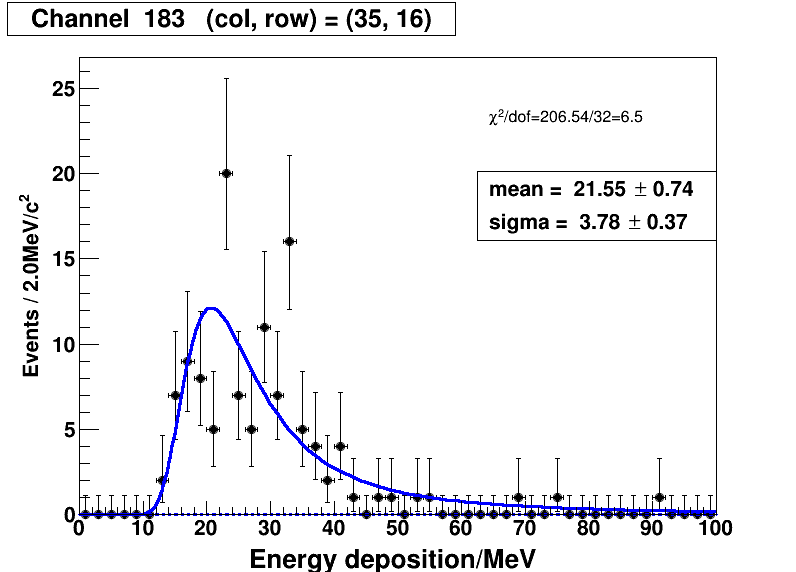 Channel 183 (col, row) = (35, 16)
25
χ²/dof=206.54/32=6.5
20
mean = 21.55 ± 0.74
sigma = 3.78 ± 0.37
15
10
5
0
Events / 2.0MeV/c²
0 10 20 30 40 50 60 70 80 90 100
Energy deposition/MeV